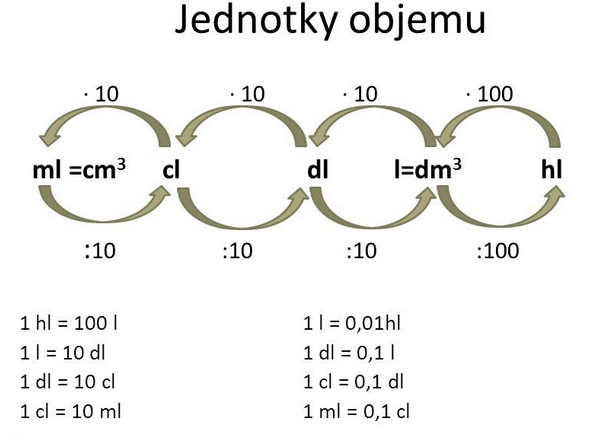 Jednotky objemu
· 10 · 10 · 10 · 100
ml =cm³ cl dl l=dm³ hl
:10 :10 :10 :100
1 hl = 100 l
1 l = 10 dl
1 dl = 10 cl
1 cl = 10 ml
1 l = 0,01hl
1 dl = 0,1 l
1 cl = 0,1 dl
1 ml = 0,1 cl